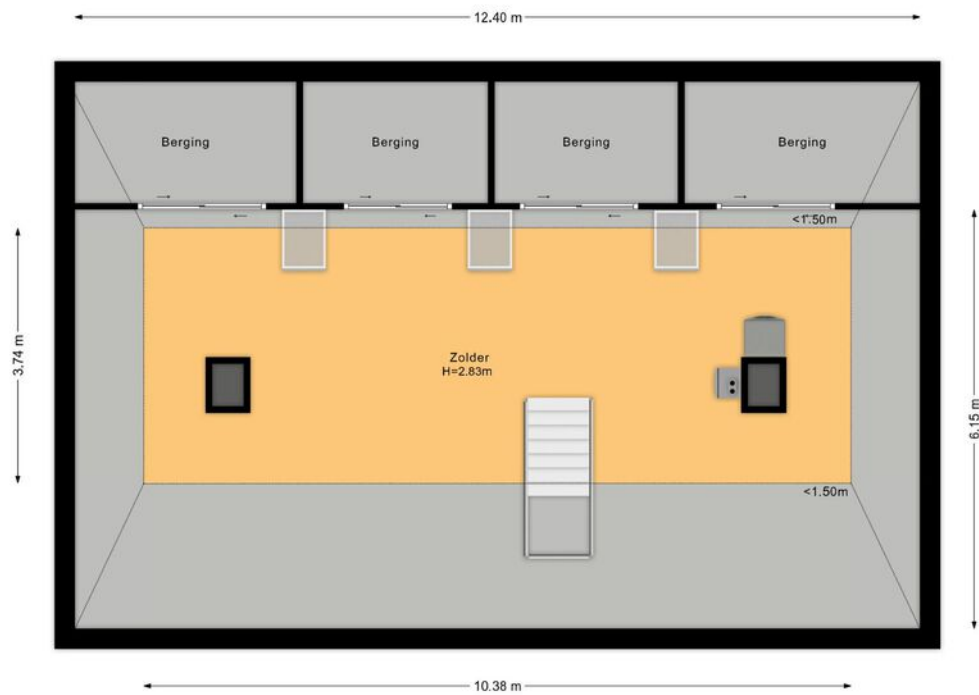 12.40 m
Berging
Berging
Berging
Berging
<1.50m
3.74 m
Zolder
H=2.83m
6.15 m
<1.50m
10.38 m